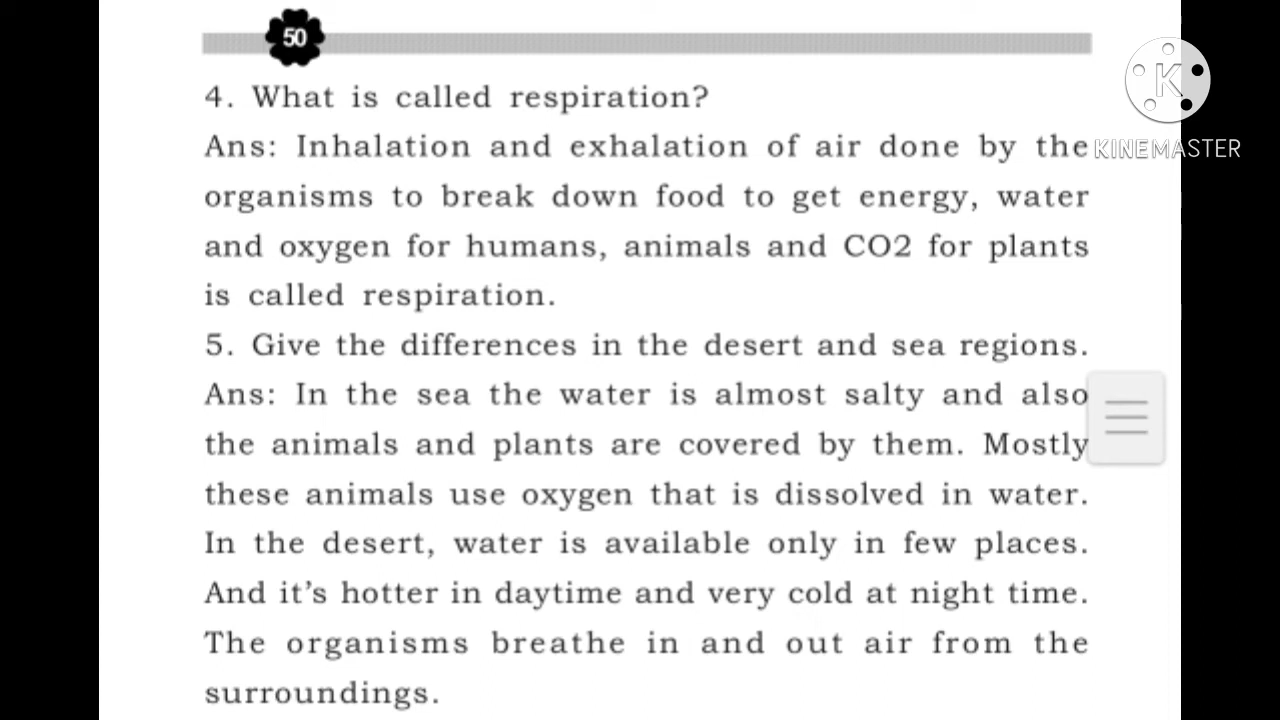 50
4. What is called respiration?
Ans: Inhalation and exhalation of air done by the
organisms to break down food to get energy, water
and oxygen for humans, animals and CO2 for plants
is called respiration.
5. Give the differences in the desert and sea regions.
Ans: In the sea the water is almost salty and also
the animals and plants are covered by them. Mostly
these animals use oxygen that is dissolved in water.
In the desert, water is available only in few places.
And it’s hotter in daytime and very cold at night time.
The organisms breathe in and out air from the
surroundings.
K
KINEMASTER